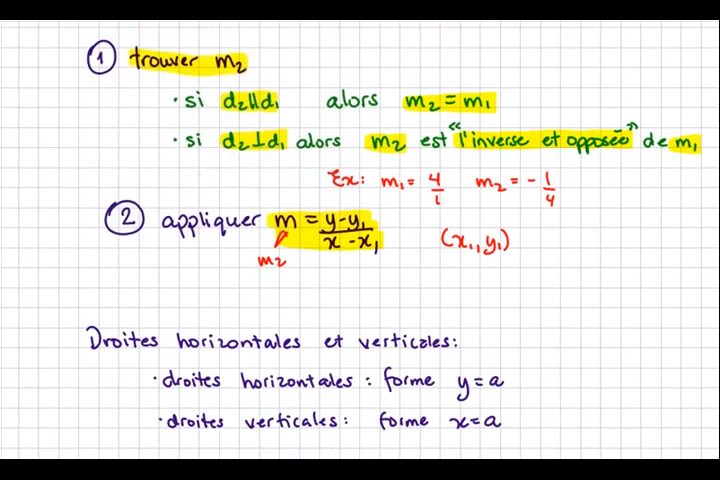 ① trouver m₂
· si d₂||d₁ alors m₂ = m₁
· si d₂⊥d₁ alors m₂ est "l'inverse et opposée" de m₁
Ex: m₁ = 4/1 m₂ = -1/4
② appliquer m = y-y₁/x-x₁ (x₁, y₁)
m₂
Droites horizontales et verticales:
· droites horizontales : forme y = a
· droites verticales : forme x = a